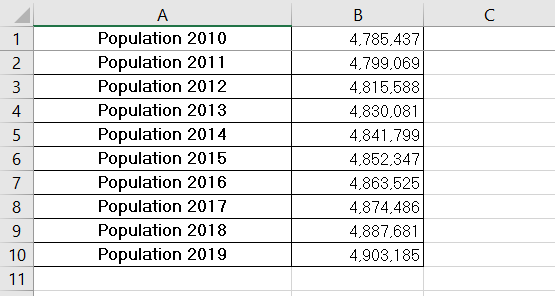 A B C
1 Population 2010 4,785,437
2 Population 2011 4,799,069
3 Population 2012 4,815,588
4 Population 2013 4,830,081
5 Population 2014 4,841,799
6 Population 2015 4,852,347
7 Population 2016 4,863,525
8 Population 2017 4,874,486
9 Population 2018 4,887,681
10 Population 2019 4,903,185
11